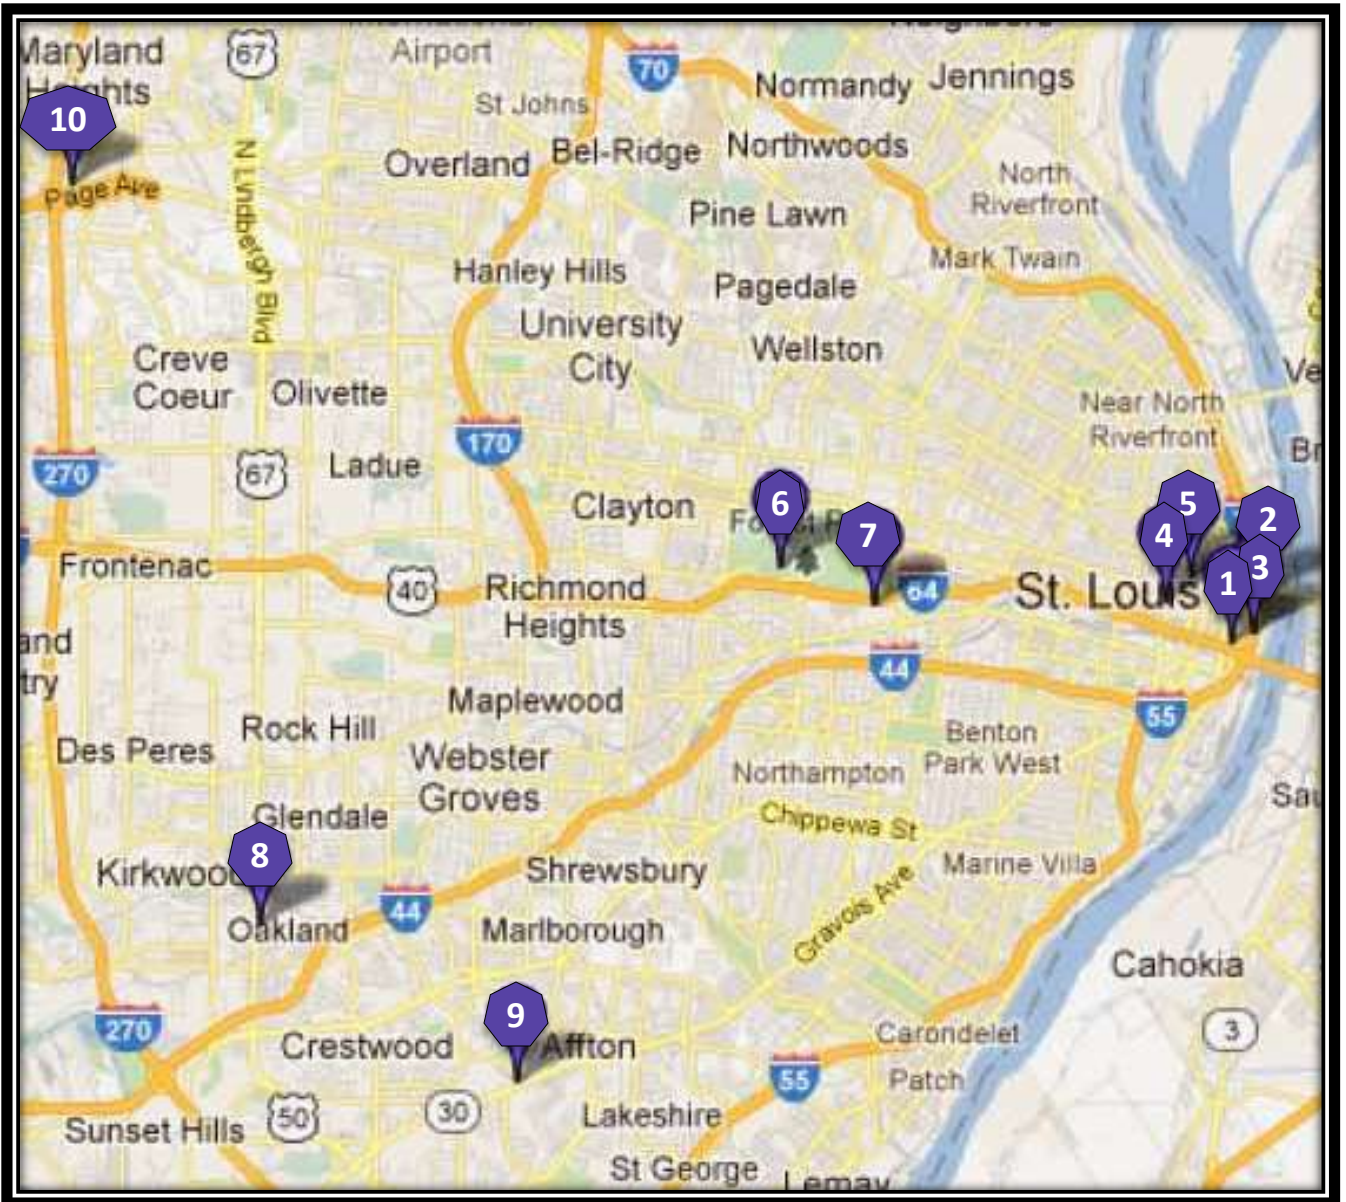 Maryland
Heights
67
Airport
70
Normandy
Jennings
St Johns
10
Overland
Bel-Ridge
Northwoods
Page Ave
N Lindbergh Blvd
North
Riverfront
Pine Lawn
Mark Twain
Hanley Hills
Pagedale
University
City
Wellston
Creve
Coeur
Olivette
Near North
Riverfront
170
270
67
Ladue
Clayton
6
7
5
4
2
3
1
Frontenac
40
Richmond
Heights
64
St. Louis
44
Maplewood
55
Rock Hill
Des Peres
Webster
Groves
Benton
Park West
Northampton
Chippewa St
Glendale
8
Kirkwood
Shrewsbury
Marine Villa
Gravois Ave
44
Oakland
Marlborough
Cahokia
270
9
3
Crestwood
Affton
Carondelet
55
Patch
50
30
Lakeshire
Sunset Hills
St George
Lemay